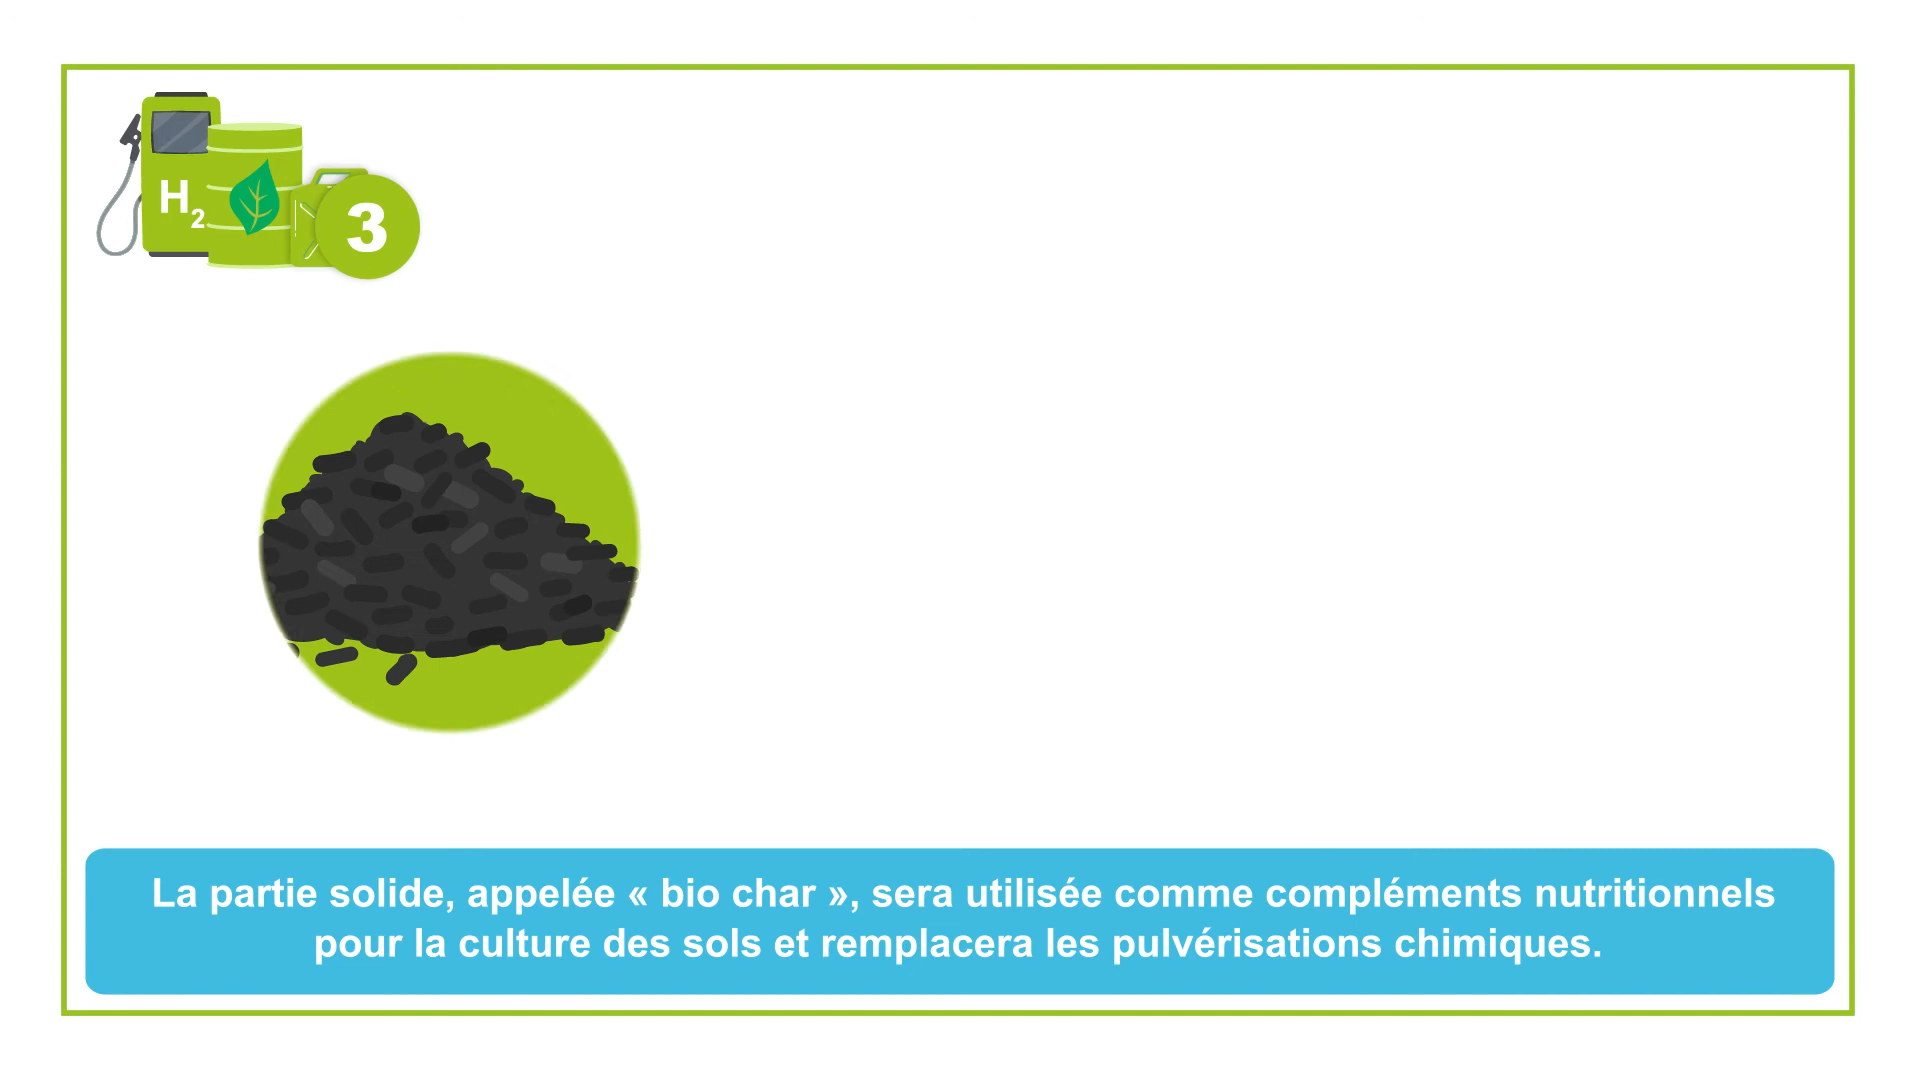 H2
3
La partie solide, appelée « bio char », sera utilisée comme compléments nutritionnels
pour la culture des sols et remplacera les pulvérisations chimiques.